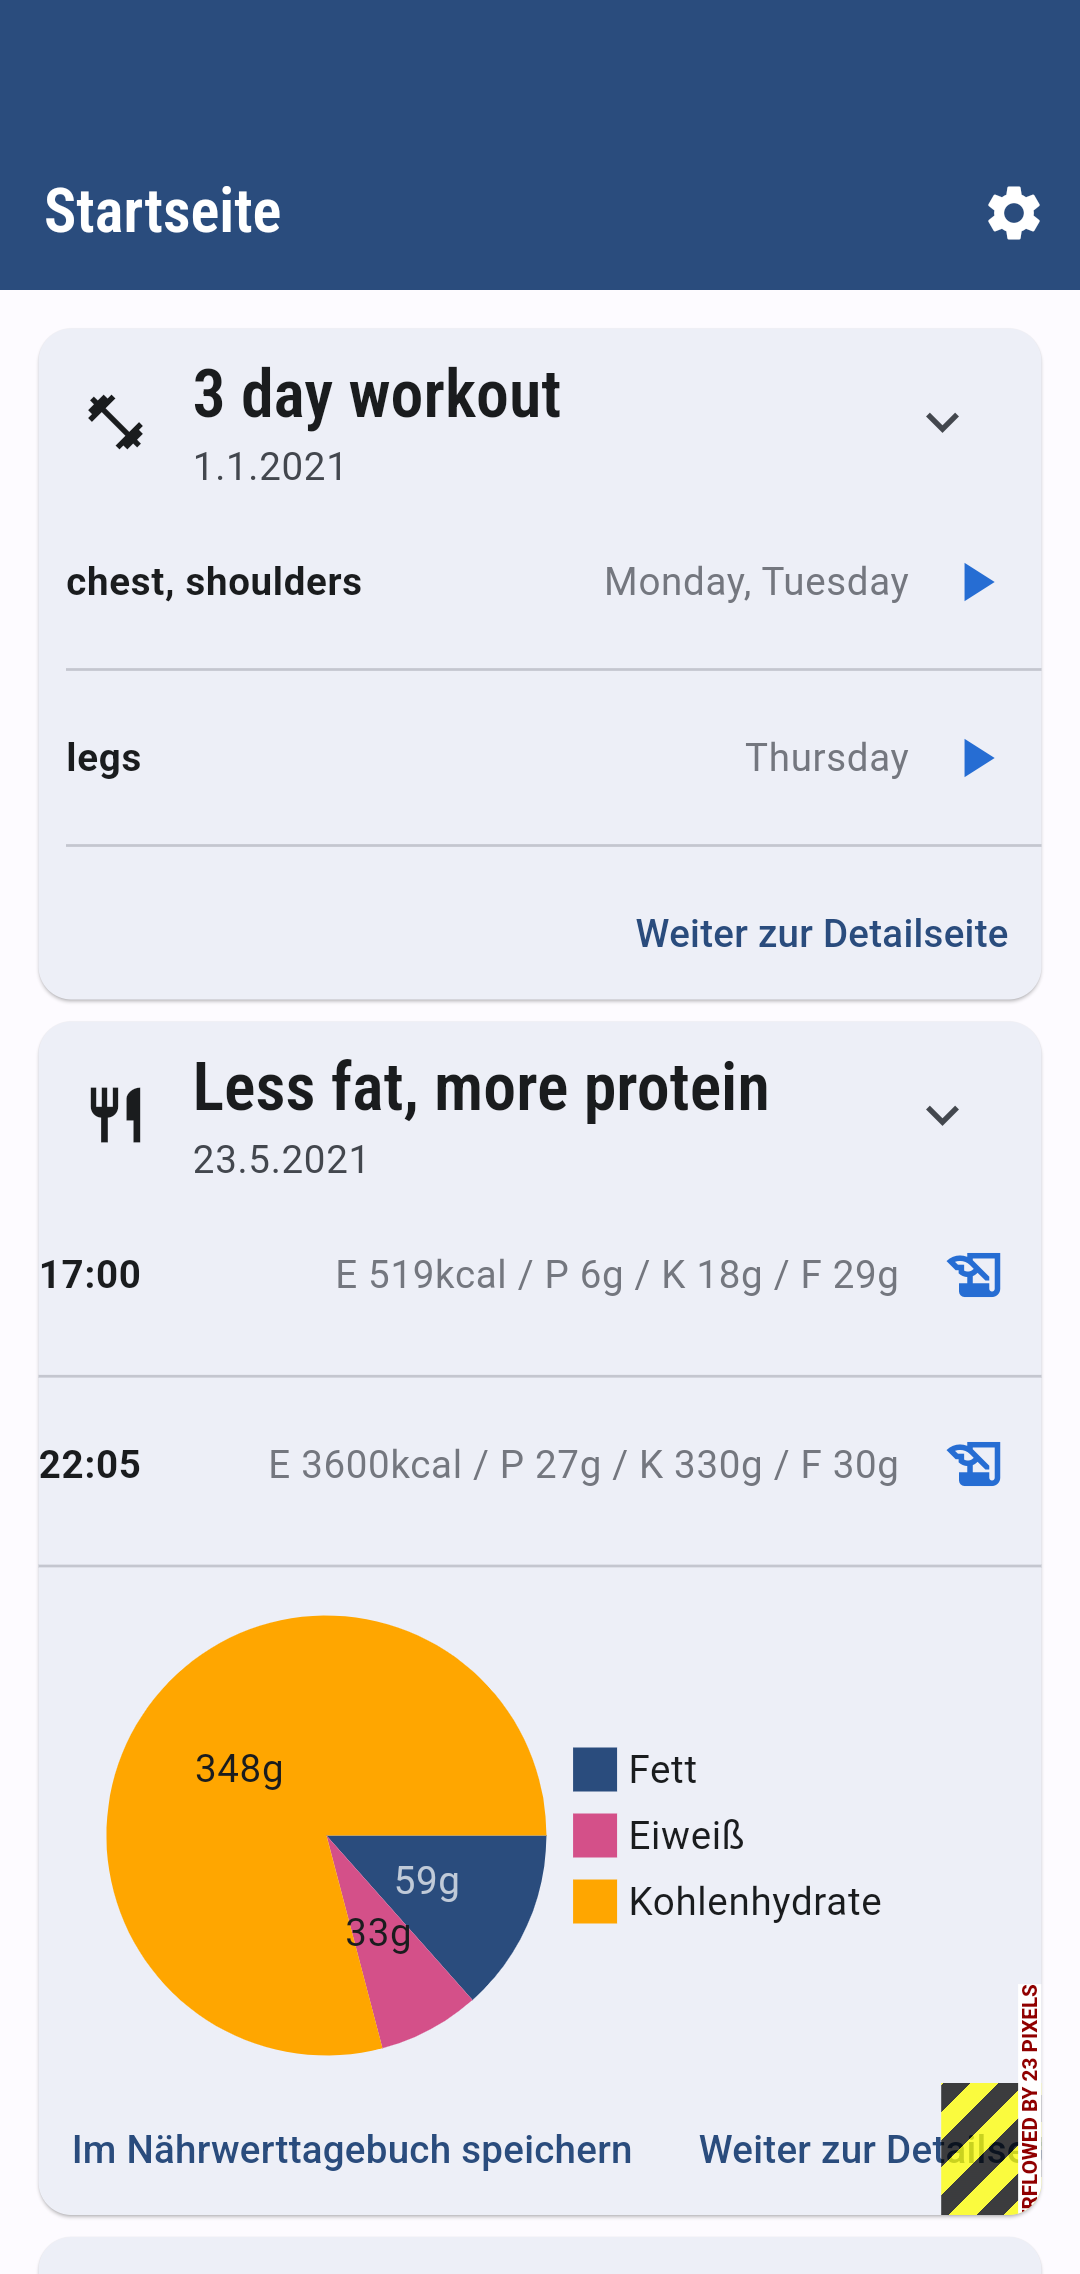 Startseite
3 day workout
1.1.2021
chest, shoulders Monday, Tuesday
legs Thursday
Weiter zur Detailseite
Less fat, more protein
23.5.2021
17:00 E 519kcal / P 6g / K 18g / F 29g
22:05 E 3600kcal / P 27g / K 330g / F 30g
348g
59g
33g
Fett
Eiweiß
Kohlenhydrate
RFLOWED BY 23 PIXELS
Im Nährwerttagebuch speichern Weiter zur Detailse